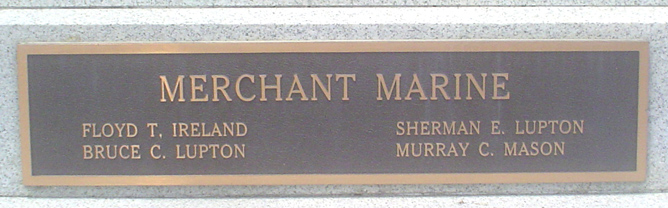 MERCHANT MARINE
FLOYD T. IRELAND
BRUCE C. LUPTON
SHERMAN E. LUPTON
MURRAY C. MASON